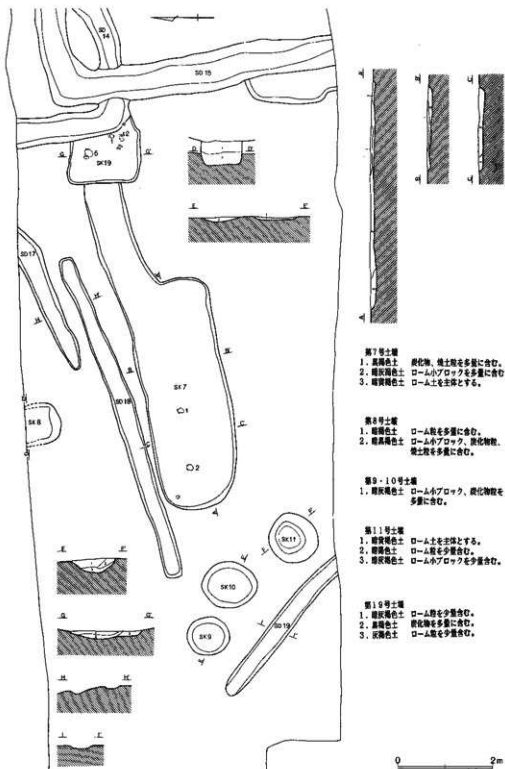 SD
14
SD 15
2
6
SK19
G
G'
D
D'
E
E'
SD17
H
H'
SD18
SK7
1
2
A
A'
B
B'
C
C'
SK8
SK11
SK10
SK9
SD19
I
I'
F
F'
第7号土壙
1. 黒褐色土 炭化物、焼土粒を多量に含む。
2. 暗灰褐色土 ローム小ブロックを多量に含む
3. 暗黄褐色土 ローム土を主体とする。
第8号土壙
1. 暗褐色土 ローム粒を多量に含む。
2. 暗黒褐色土 ローム小ブロック、炭化物粒、
焼土粒を多量に含む。
第9・10号土壙
1. 暗灰褐色土 ローム小ブロック、炭化物粒を
多量に含む。
第11号土壙
1. 暗黄褐色土 ローム土を主体とする。
2. 暗褐色土 ローム粒を少量含む。
3. 暗灰褐色土 ローム小ブロックを少量含む。
第19号土壙
1. 暗灰褐色土 ローム粒を少量含む。
2. 黒褐色土 炭化物を多量に含む。
3. 灰褐色土 ローム粒を少量含む。
0
2m